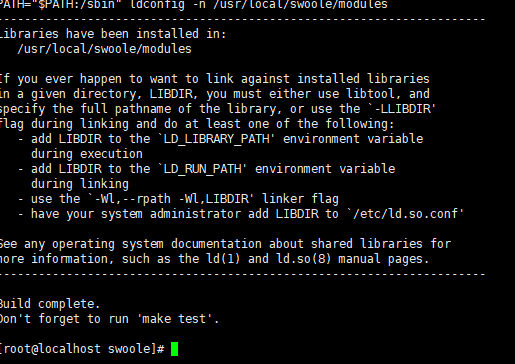 PATH="$PATH:/sbin" ldconfig -n /usr/local/swoole/modules
----------------------------------------------------------------------
Libraries have been installed in:
   /usr/local/swoole/modules

If you ever happen to want to link against installed libraries
in a given directory, LIBDIR, you must either use libtool, and
specify the full pathname of the library, or use the `-LLIBDIR'
flag during linking and do at least one of the following:
   - add LIBDIR to the `LD_LIBRARY_PATH' environment variable
     during execution
   - add LIBDIR to the `LD_RUN_PATH' environment variable
     during linking
   - use the `-Wl,--rpath -Wl,LIBDIR' linker flag
   - have your system administrator add LIBDIR to `/etc/ld.so.conf'

See any operating system documentation about shared libraries for
more information, such as the ld(1) and ld.so(8) manual pages.
----------------------------------------------------------------------

Build complete.
Don't forget to run 'make test'.

[root@localhost swoole]#